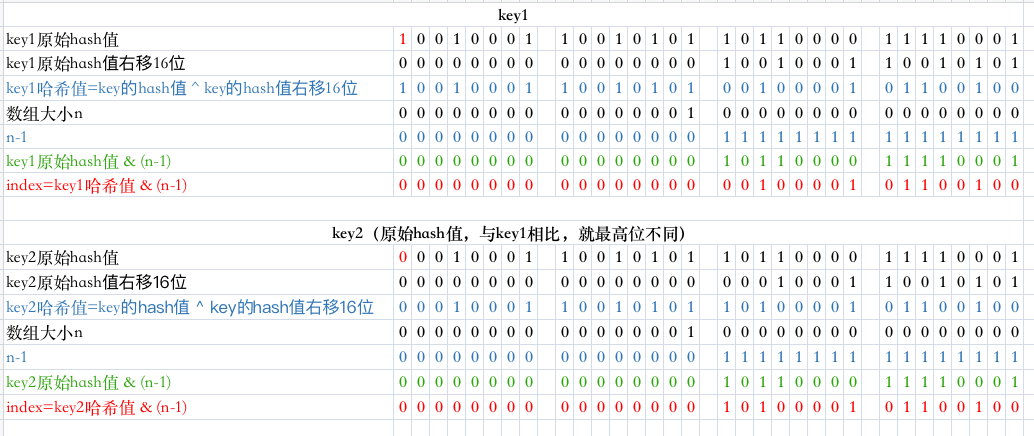 key1
key1原始hash值 1 0 0 1 0 0 0 1 1 0 0 1 0 1 0 1 1 0 1 1 0 0 0 0 1 1 1 1 0 0 0 1
key1原始hash值右移16位 0 0 0 0 0 0 0 0 0 0 0 0 0 0 0 0 1 0 0 1 0 0 0 1 1 0 0 1 0 1 0 1
key1哈希值=key的hash值 ^ key的hash值右移16位 1 0 0 1 0 0 0 1 1 0 0 1 0 1 0 1 0 0 1 0 0 0 0 1 0 1 1 0 0 1 0 0
数组大小n 0 0 0 0 0 0 0 0 0 0 0 0 0 0 0 1 0 0 0 0 0 0 0 0 0 0 0 0 0 0 0 0
n-1 0 0 0 0 0 0 0 0 0 0 0 0 0 0 0 0 1 1 1 1 1 1 1 1 1 1 1 1 1 1 1 1
key1原始hash值 & (n-1) 0 0 0 0 0 0 0 0 0 0 0 0 0 0 0 0 1 0 1 1 0 0 0 0 1 1 1 1 0 0 0 1
index=key1哈希值 & (n-1) 0 0 0 0 0 0 0 0 0 0 0 0 0 0 0 0 0 0 1 0 0 0 0 1 0 1 1 0 0 1 0 0
key2（原始hash值，与key1相比，就最高位不同）
key2原始hash值 0 0 0 1 0 0 0 1 1 0 0 1 0 1 0 1 1 0 1 1 0 0 0 0 1 1 1 1 0 0 0 1
key2原始hash值右移16位 0 0 0 0 0 0 0 0 0 0 0 0 0 0 0 0 0 0 0 1 0 0 0 1 1 0 0 1 0 1 0 1
key2哈希值=key的hash值 ^ key的hash值右移16位 0 0 0 1 0 0 0 1 1 0 0 1 0 1 0 1 1 0 1 0 0 0 0 1 0 1 1 0 0 1 0 0
数组大小n 0 0 0 0 0 0 0 0 0 0 0 0 0 0 0 1 0 0 0 0 0 0 0 0 0 0 0 0 0 0 0 0
n-1 0 0 0 0 0 0 0 0 0 0 0 0 0 0 0 0 1 1 1 1 1 1 1 1 1 1 1 1 1 1 1 1
key2原始hash值 & (n-1) 0 0 0 0 0 0 0 0 0 0 0 0 0 0 0 0 1 0 1 1 0 0 0 0 1 1 1 1 0 0 0 1
index=key2哈希值 & (n-1) 0 0 0 0 0 0 0 0 0 0 0 0 0 0 0 0 1 0 1 0 0 0 0 1 0 1 1 0 0 1 0 0